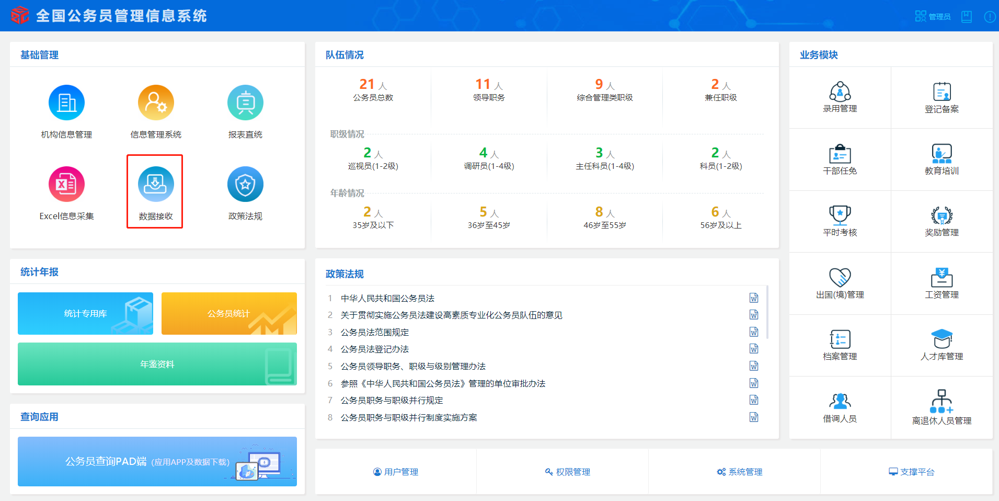 全国公务员管理信息系统
管理员
基础管理
机构信息管理
信息管理系统
报表直统
Excel信息采集
数据接收
政策法规
统计年报
统计专用库
公务员统计
年鉴资料
查询应用
公务员查询PAD端（应用APP及数据下载）
队伍情况
21 人
公务员总数
11 人
领导职务
9 人
综合管理类职级
2 人
兼任职级
职级情况
2 人
巡视员(1-2级)
4 人
调研员(1-4级)
3 人
主任科员(1-4级)
2 人
科员(1-2级)
年龄情况
2 人
35岁及以下
5 人
36岁至45岁
8 人
46岁至55岁
6 人
56岁及以上
政策法规
1 中华人民共和国公务员法
2 关于贯彻实施公务员法建设高素质专业化公务员队伍的意见
3 公务员法范围规定
4 公务员法登记办法
5 公务员领导职务、职级与级别管理办法
6 参照《中华人民共和国公务员法》管理的单位审批办法
7 公务员职务与职级并行规定
8 公务员职务与职级并行制度实施方案
用户管理
权限管理
系统管理
支撑平台
业务模块
录用管理
登记备案
干部任免
教育培训
平时考核
奖励管理
出国(境)管理
工资管理
档案管理
人才库管理
借调人员
离退休人员管理